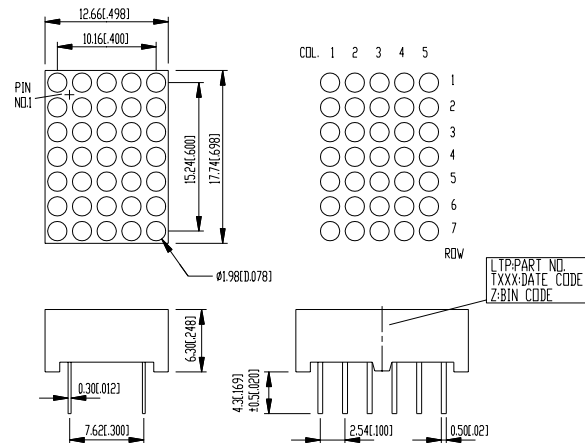 12.66[.498]
10.16[.400]
COL. 1 2 3 4 5
PIN
NO.1
15.24[.600]
17.74[.698]
1
2
3
4
5
6
7
ROW
ø1.98[0.078]
LTP:PART NO.
TXXX:DATE CODE
Z:BIN CODE
6.30[.248]
0.30[.012]
7.62[.300]
4.3[.169]
±0.5[.020]
2.54[.100]
0.50[.02]